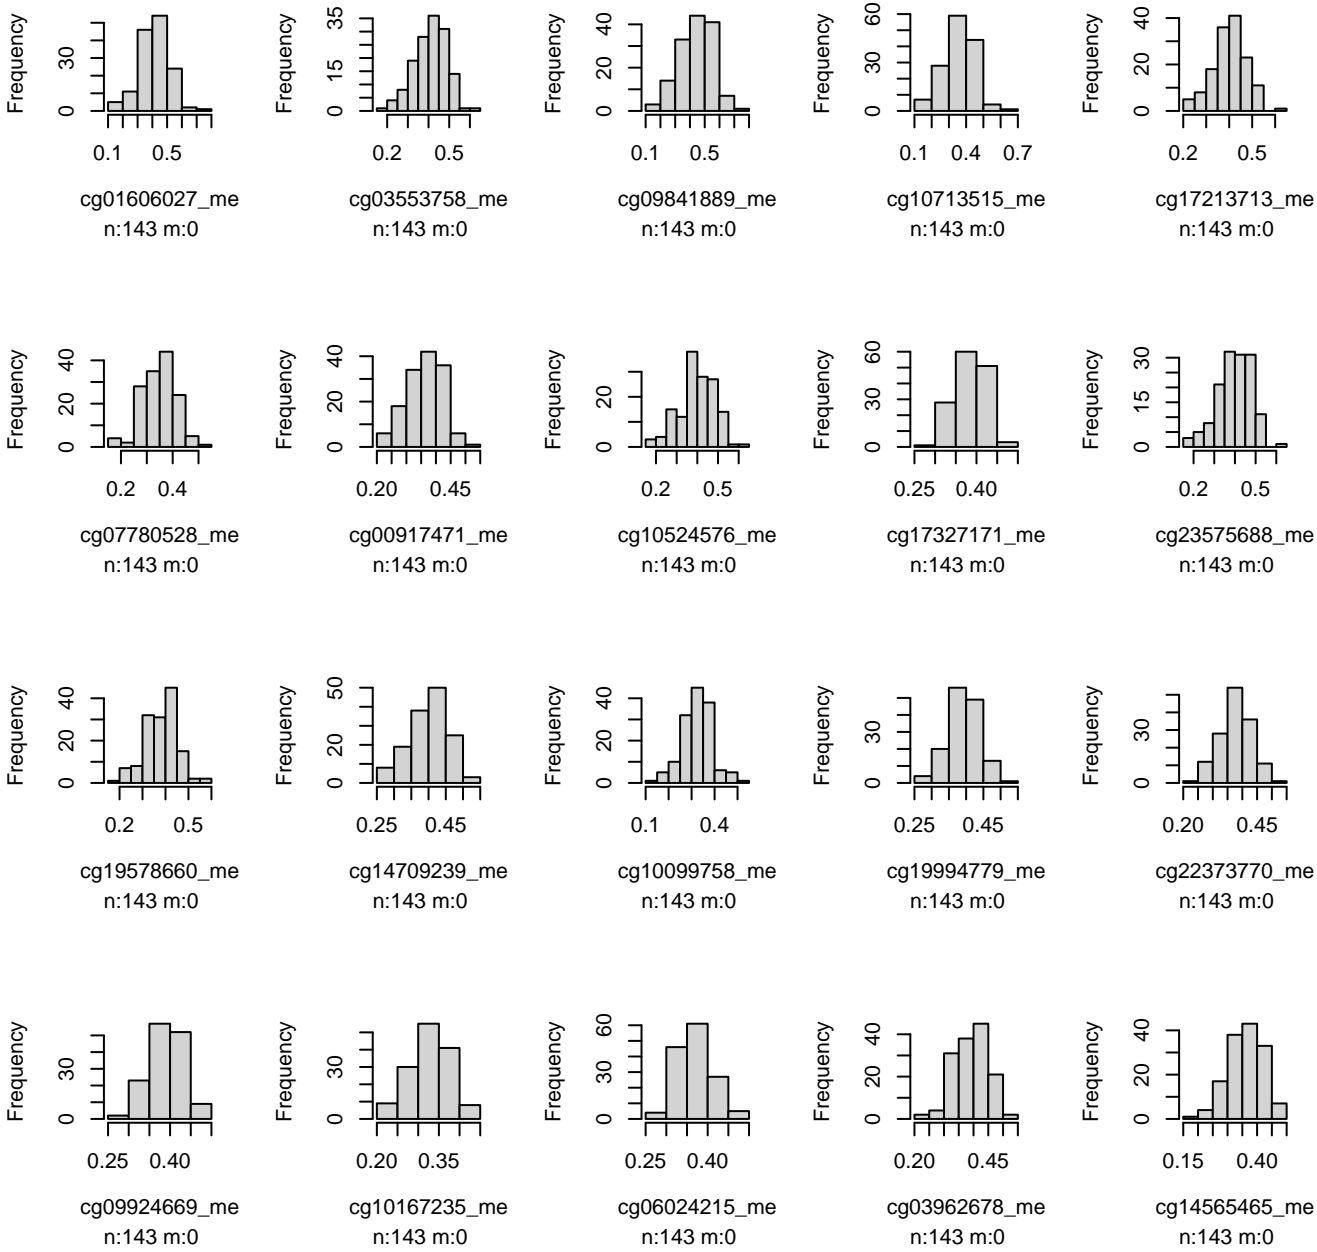 Frequency
0 30
0.1 0.5
cg01606027_me
n:143 m:0
Frequency
0 15 35
0.2 0.5
cg03553758_me
n:143 m:0
Frequency
0 20 40
0.1 0.5
cg09841889_me
n:143 m:0
Frequency
0 30 60
0.1 0.4 0.7
cg10713515_me
n:143 m:0
Frequency
0 20 40
0.2 0.5
cg17213713_me
n:143 m:0
Frequency
0 20 40
0.2 0.4
cg07780528_me
n:143 m:0
Frequency
0 20 40
0.20 0.45
cg00917471_me
n:143 m:0
Frequency
0 20
0.2 0.5
cg10524576_me
n:143 m:0
Frequency
0 30 60
0.25 0.40
cg17327171_me
n:143 m:0
Frequency
0 15 30
0.2 0.5
cg23575688_me
n:143 m:0
Frequency
0 20 40
0.2 0.5
cg19578660_me
n:143 m:0
Frequency
0 20 50
0.25 0.45
cg14709239_me
n:143 m:0
Frequency
0 20 40
0.1 0.4
cg10099758_me
n:143 m:0
Frequency
0 30
0.25 0.45
cg19994779_me
n:143 m:0
Frequency
0 30
0.20 0.45
cg22373770_me
n:143 m:0
Frequency
0 30
0.25 0.40
cg09924669_me
n:143 m:0
Frequency
0 30
0.20 0.35
cg10167235_me
n:143 m:0
Frequency
0 30 60
0.25 0.40
cg06024215_me
n:143 m:0
Frequency
0 20 40
0.20 0.45
cg03962678_me
n:143 m:0
Frequency
0 20 40
0.15 0.40
cg14565465_me
n:143 m:0